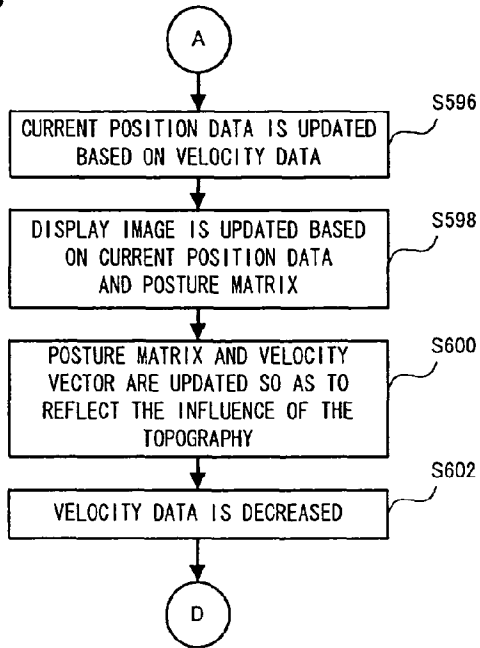 A
CURRENT POSITION DATA IS UPDATED
BASED ON VELOCITY DATA
S596
DISPLAY IMAGE IS UPDATED BASED
ON CURRENT POSITION DATA
AND POSTURE MATRIX
S598
POSTURE MATRIX AND VELOCITY
VECTOR ARE UPDATED SO AS TO
REFLECT THE INFLUENCE OF THE
TOPOGRAPHY
S600
VELOCITY DATA IS DECREASED
S602
D